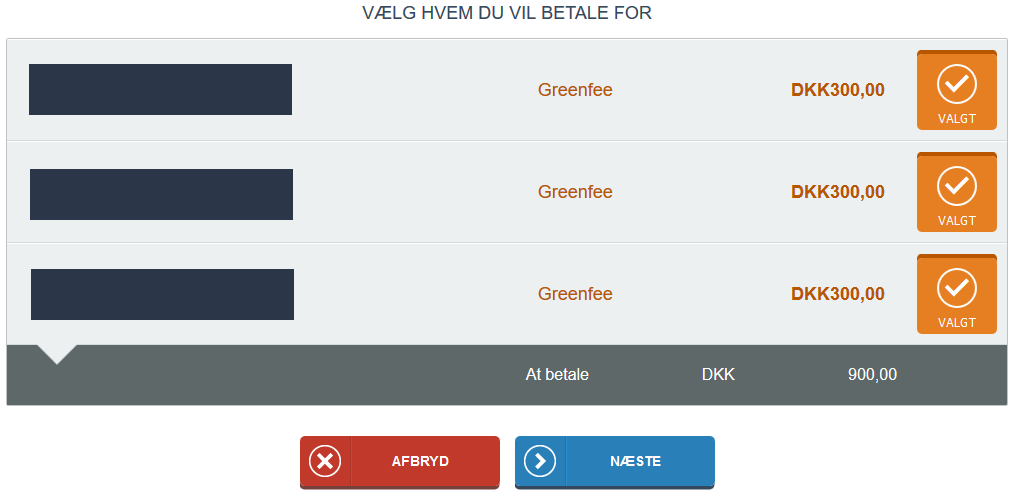 VÆLG HVEM DU VIL BETALE FOR
Greenfee DKK300,00 VALGT
Greenfee DKK300,00 VALGT
Greenfee DKK300,00 VALGT
At betale DKK 900,00
AFBRYD NÆSTE